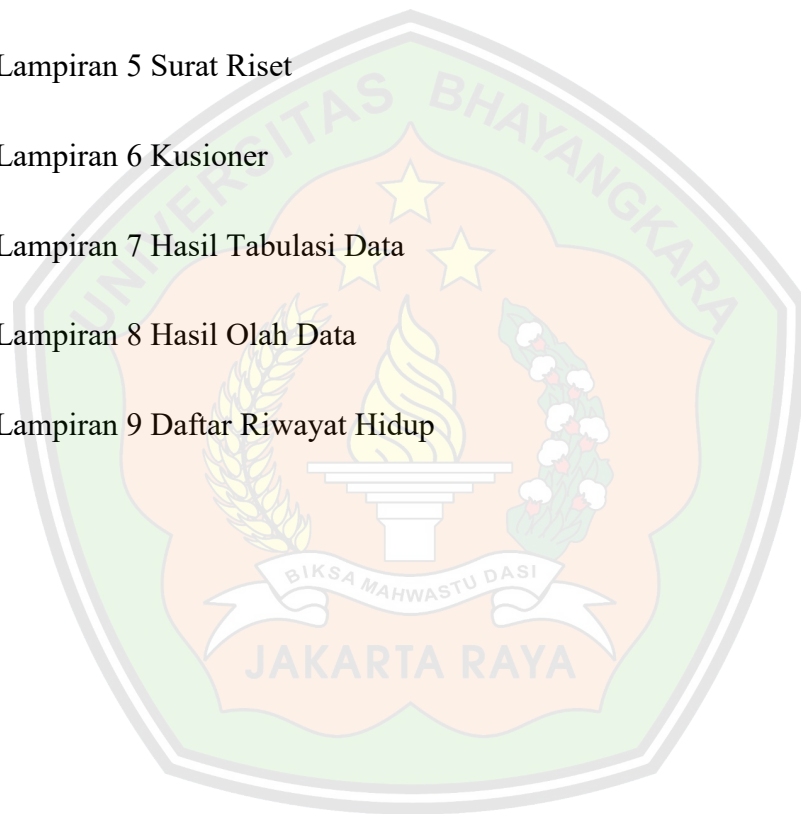 Lampiran 5 Surat Riset
UNIVERSITAS BHAYANGKARA
Lampiran 6 Kusioner
Lampiran 7 Hasil Tabulasi Data
Lampiran 8 Hasil Olah Data
Lampiran 9 Daftar Riwayat Hidup
BIKSA MAHWASTU DASI
JAKARTA RAYA